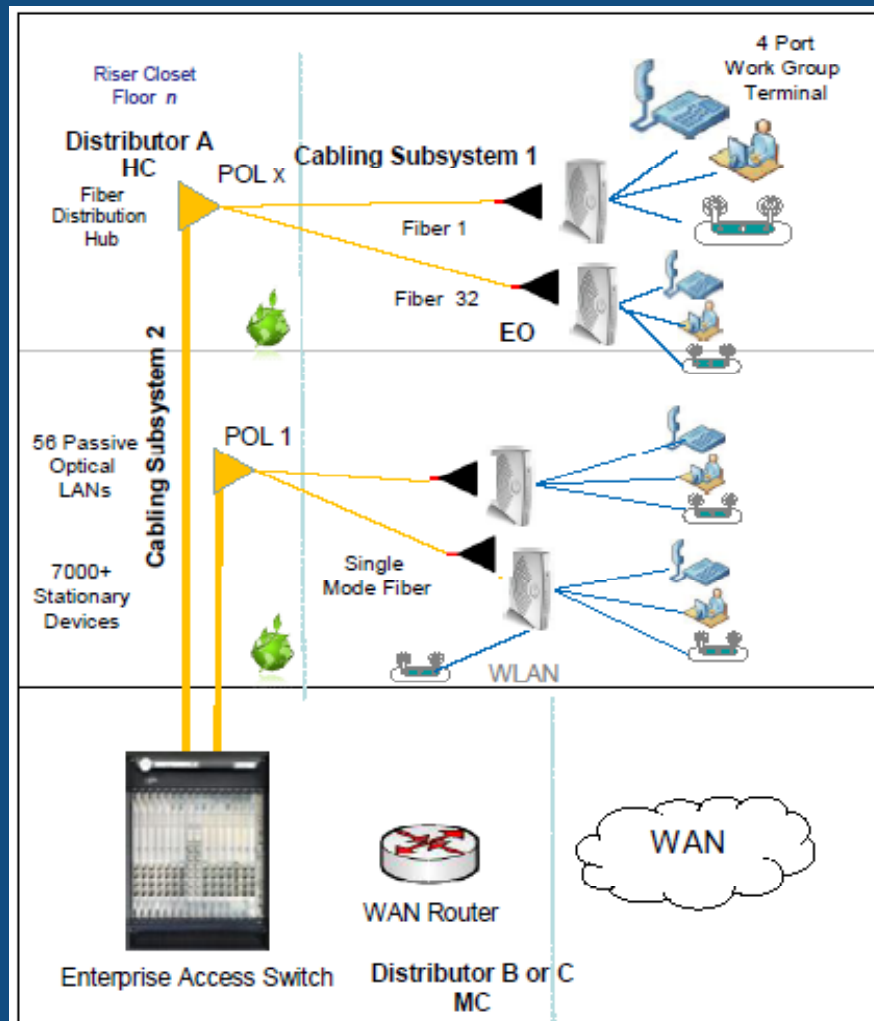 4 Port
Work Group
Terminal
Riser Closet
Floor n
Distributor A
HC
Fiber
Distribution
Hub
POL x
Cabling Subsystem 1
Fiber 1
Fiber 32
EO
Cabling Subsystem 2
56 Passive
Optical
LANs
POL 1
7000+
Stationary
Devices
Single
Mode Fiber
WLAN
WAN
WAN Router
Enterprise Access Switch
Distributor B or C
MC